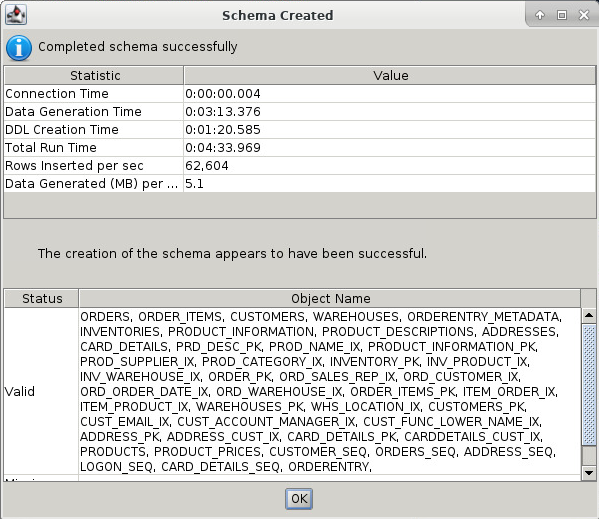 Schema Created
Completed schema successfully
Statistic Value
Connection Time 0:00:00.004
Data Generation Time 0:03:13.376
DDL Creation Time 0:01:20.585
Total Run Time 0:04:33.969
Rows Inserted per sec 62,604
Data Generated (MB) per ... 5.1
The creation of the schema appears to have been successful.
Status Object Name
Valid
ORDERS, ORDER_ITEMS, CUSTOMERS, WAREHOUSES, ORDERENTRY_METADATA,
INVENTORIES, PRODUCT_INFORMATION, PRODUCT_DESCRIPTIONS, ADDRESSES,
CARD_DETAILS, PRD_DESC_PK, PROD_NAME_IX, PRODUCT_INFORMATION_PK,
PROD_SUPPLIER_IX, PROD_CATEGORY_IX, INVENTORY_PK, INV_PRODUCT_IX,
INV_WAREHOUSE_IX, ORDER_PK, ORD_SALES_REP_IX, ORD_CUSTOMER_IX,
ORD_ORDER_DATE_IX, ORD_WAREHOUSE_IX, ORDER_ITEMS_PK, ITEM_ORDER_IX,
ITEM_PRODUCT_IX, WAREHOUSES_PK, WHS_LOCATION_IX, CUSTOMERS_PK,
CUST_EMAIL_IX, CUST_ACCOUNT_MANAGER_IX, CUST_FUNC_LOWER_NAME_IX,
ADDRESS_PK, ADDRESS_CUST_IX, CARD_DETAILS_PK, CARDDETAILS_CUST_IX,
PRODUCTS, PRODUCT_PRICES, CUSTOMER_SEQ, ORDERS_SEQ, ADDRESS_SEQ,
LOGON_SEQ, CARD_DETAILS_SEQ, ORDERENTRY,
OK